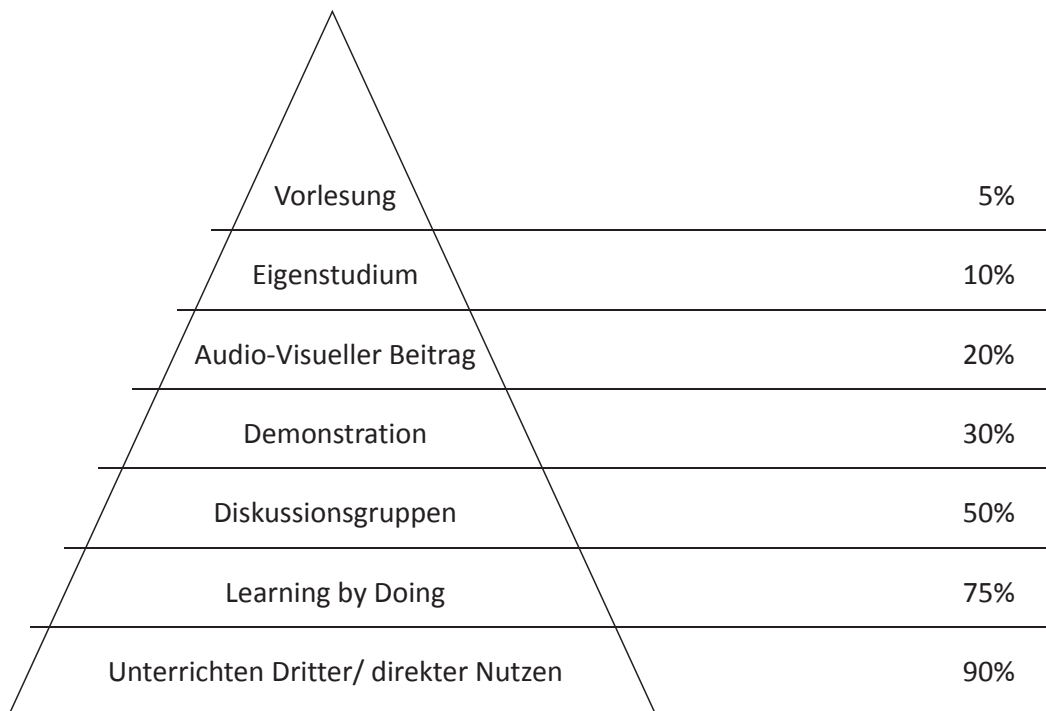 Vorlesung 5%
Eigenstudium 10%
Audio-Visueller Beitrag 20%
Demonstration 30%
Diskussionsgruppen 50%
Learning by Doing 75%
Unterrichten Dritter/ direkter Nutzen 90%